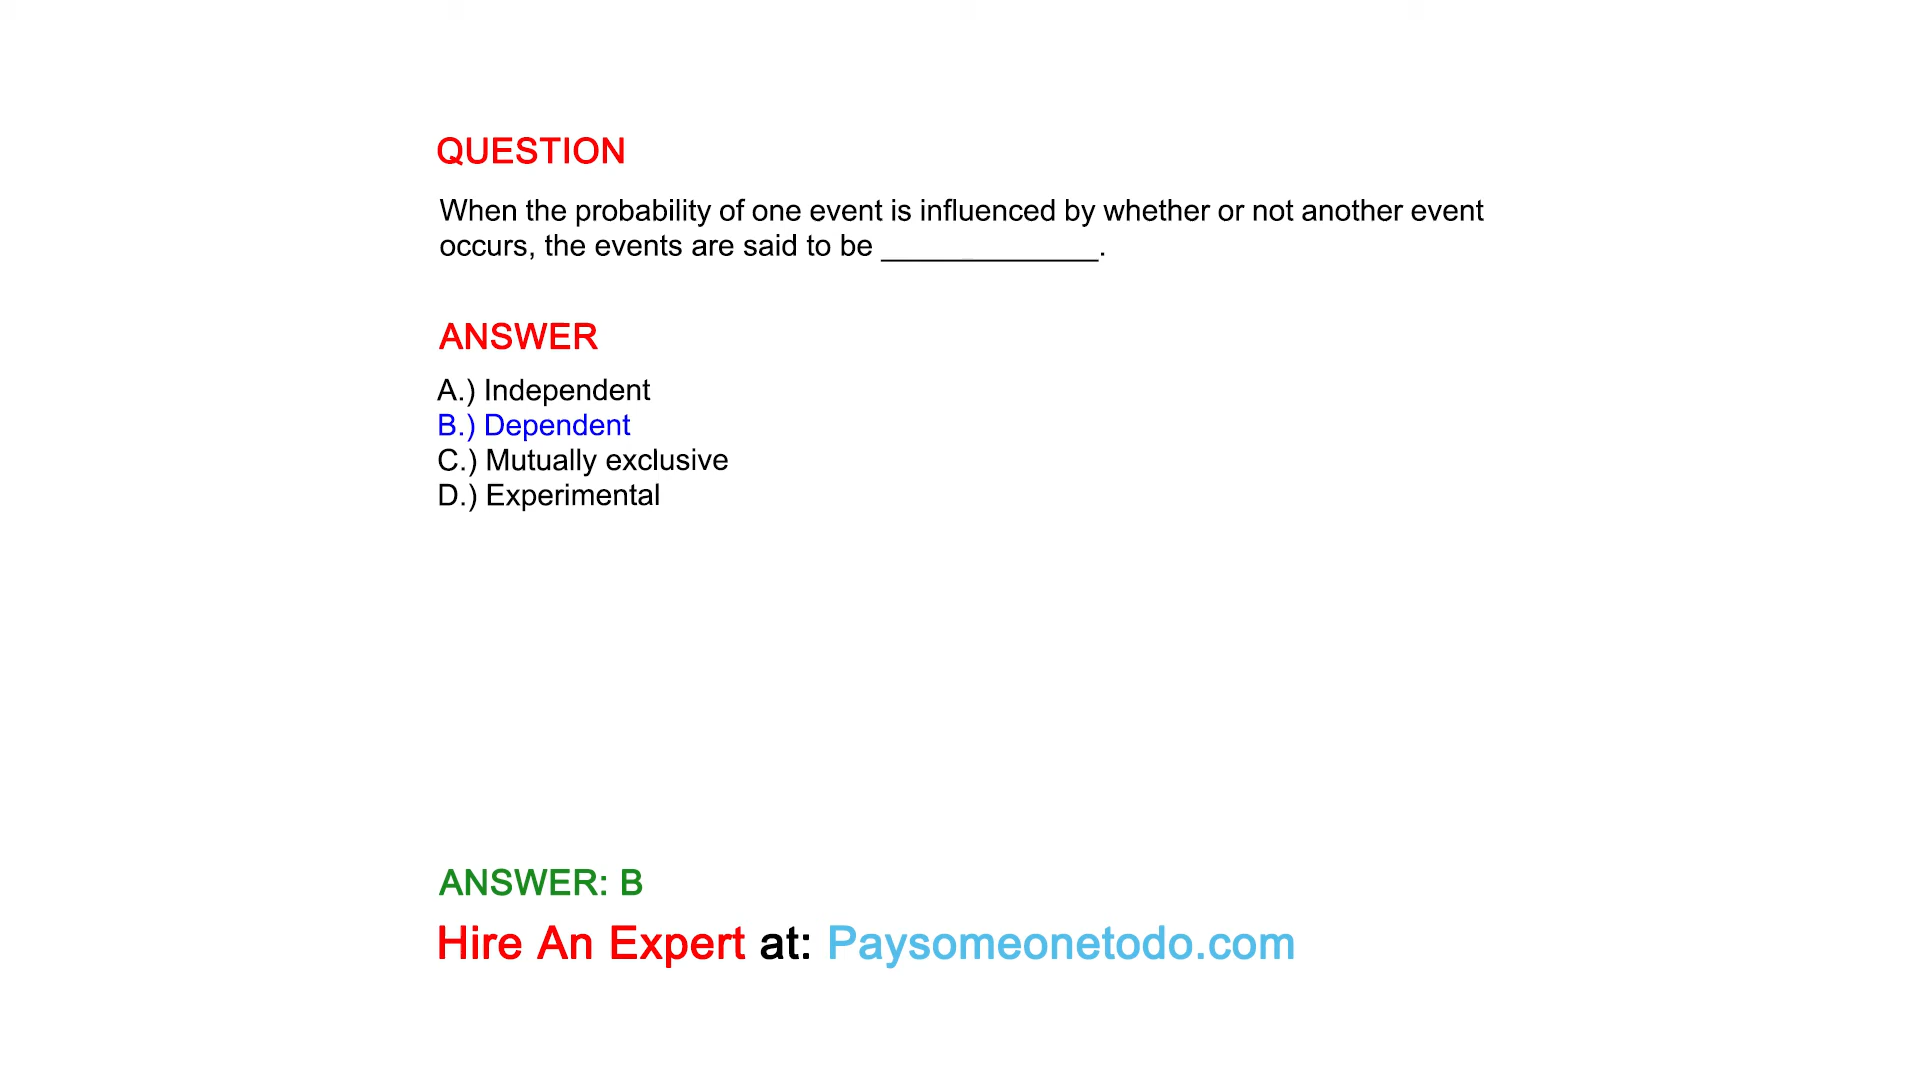 QUESTION
When the probability of one event is influenced by whether or not another event
occurs, the events are said to be _____________.
ANSWER
A.) Independent
B.) Dependent
C.) Mutually exclusive
D.) Experimental
ANSWER: B
Hire An Expert at: Paysomeonetodo.com